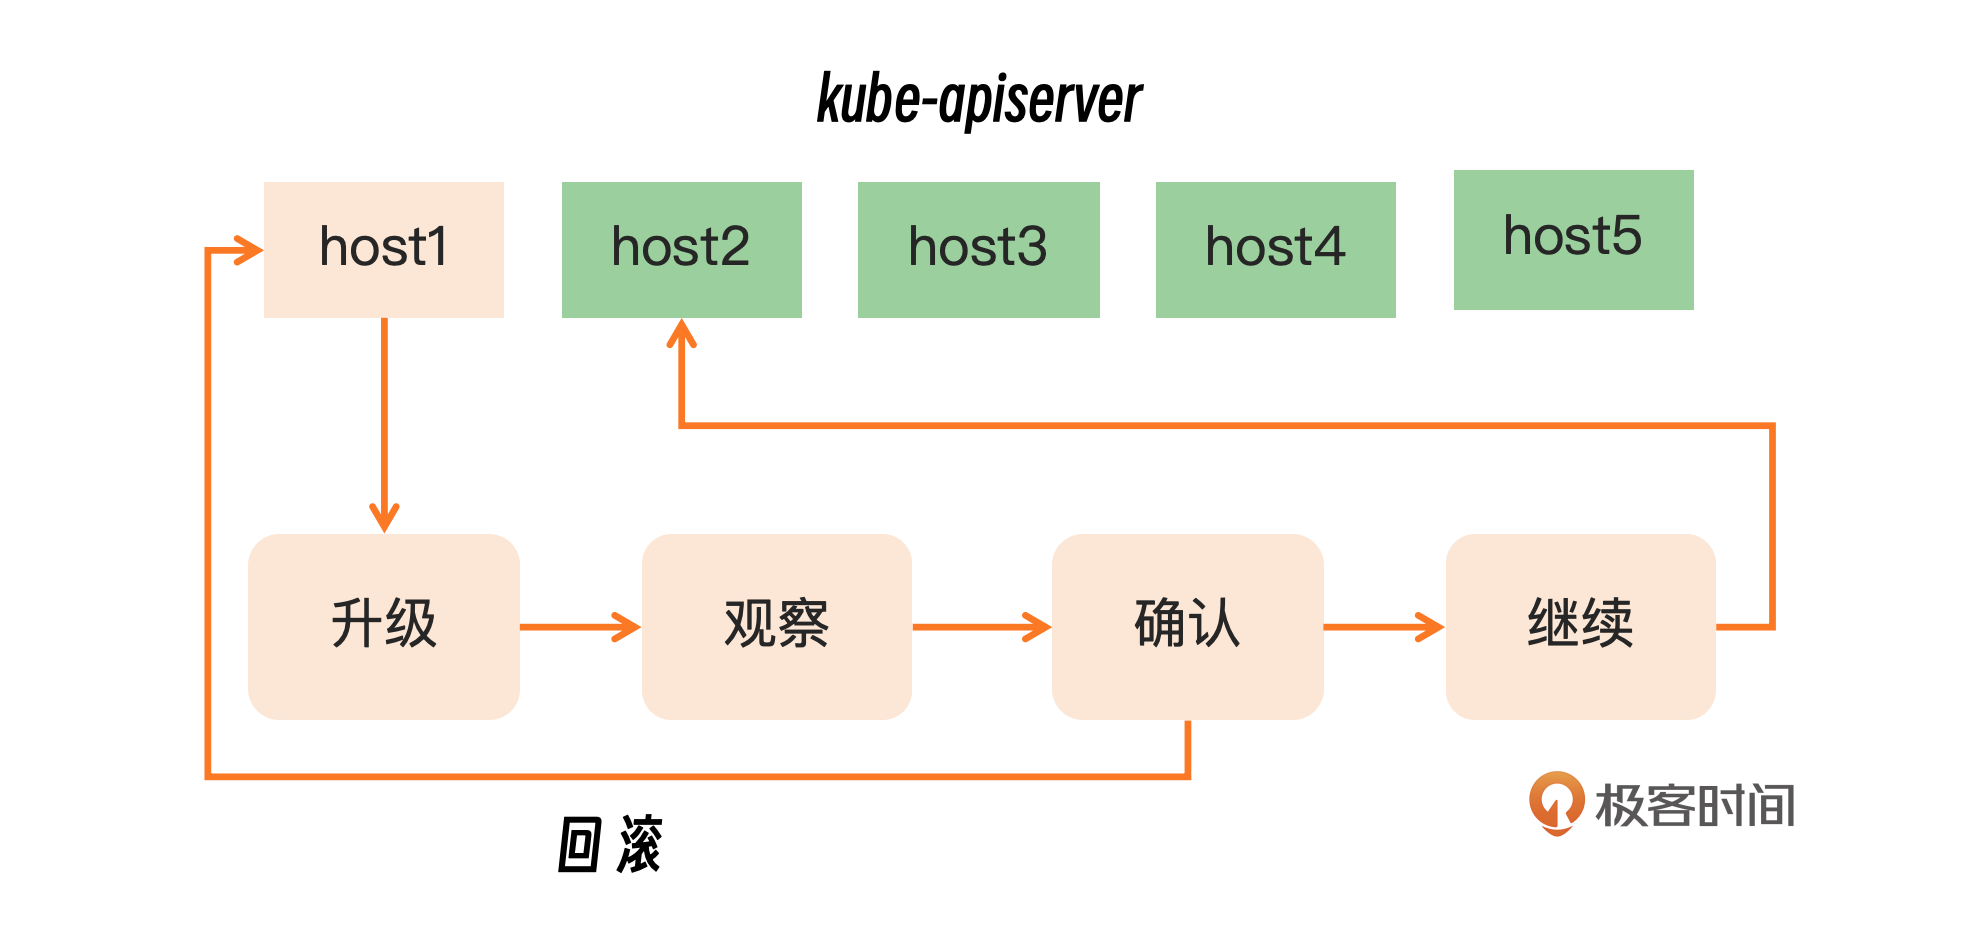 kube-apiserver
host1
host2
host3
host4
host5
升级
观察
确认
继续
回滚
极客时间